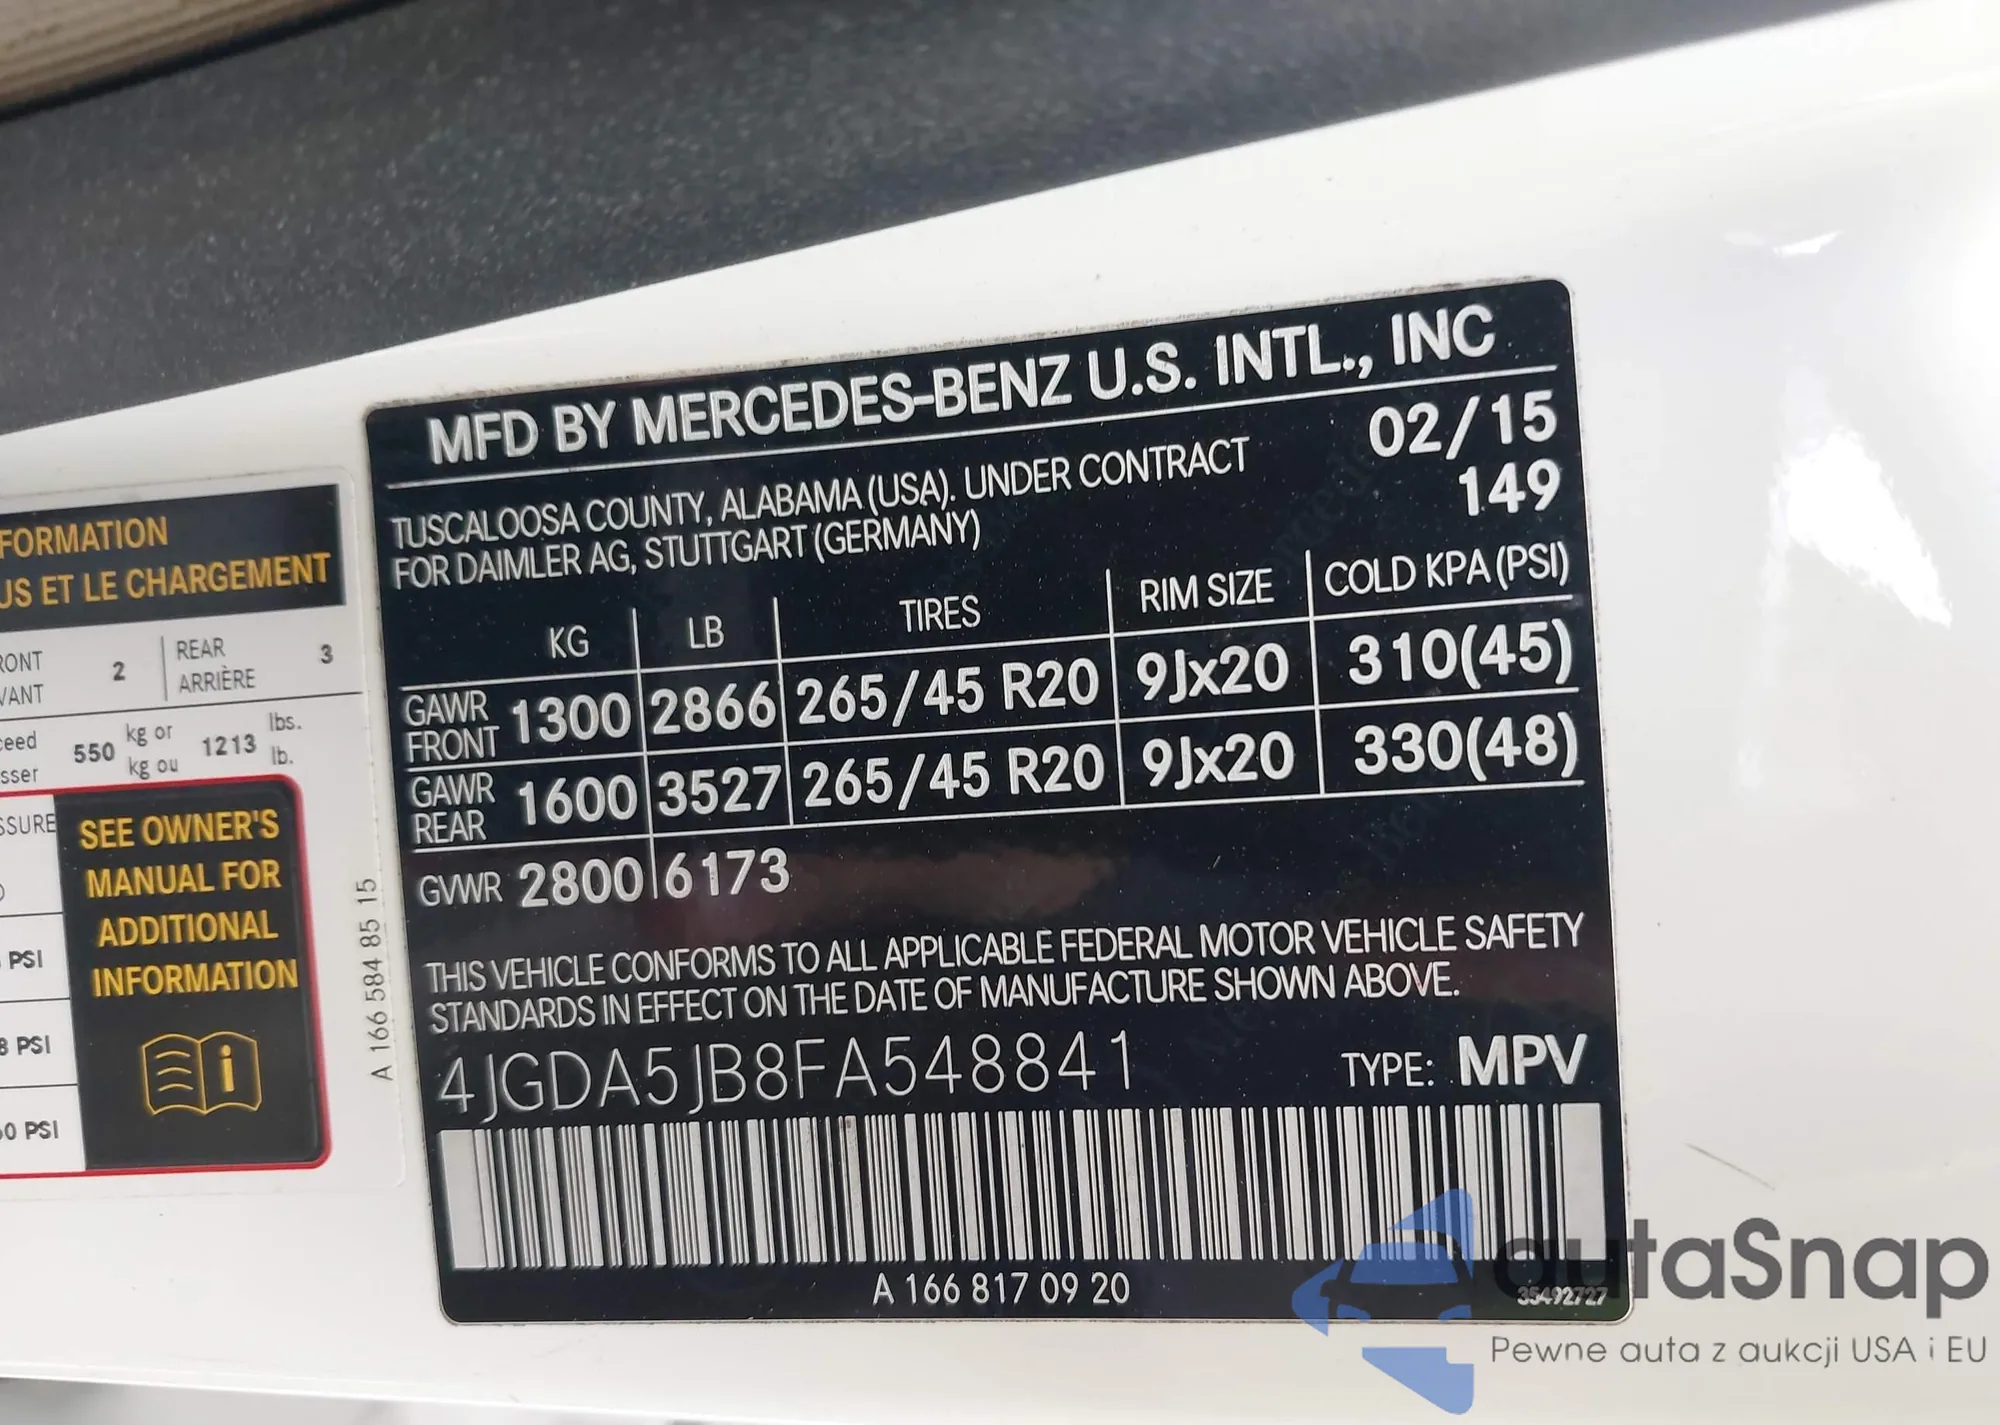 MFD BY MERCEDES-BENZ U.S. INTL., INC
TUSCALOOSA COUNTY, ALABAMA (USA). UNDER CONTRACT
FOR DAIMLER AG, STUTTGART (GERMANY)
02/15
149
KG LB TIRES RIM SIZE COLD KPA (PSI)
GAWR FRONT 1300 2866 265/45 R20 9Jx20 310(45)
GAWR REAR 1600 3527 265/45 R20 9Jx20 330(48)
GVWR 2800 6173
THIS VEHICLE CONFORMS TO ALL APPLICABLE FEDERAL MOTOR VEHICLE SAFETY
STANDARDS IN EFFECT ON THE DATE OF MANUFACTURE SHOWN ABOVE.
4JGDA5JB8FA548841 TYPE: MPV
A 166 817 09 20
35492727
FORMATION
US ET LE CHARGEMENT
RONT
VANT
2
REAR
ARRIÈRE
3
ceed
sser
550
kg or
kg ou
1213
lbs.
lb.
SSURE
PSI
8 PSI
60 PSI
SEE OWNER'S
MANUAL FOR
ADDITIONAL
INFORMATION
i
A 166 584 85 15
autaSnap
Pewne auta z aukcji USA i EU